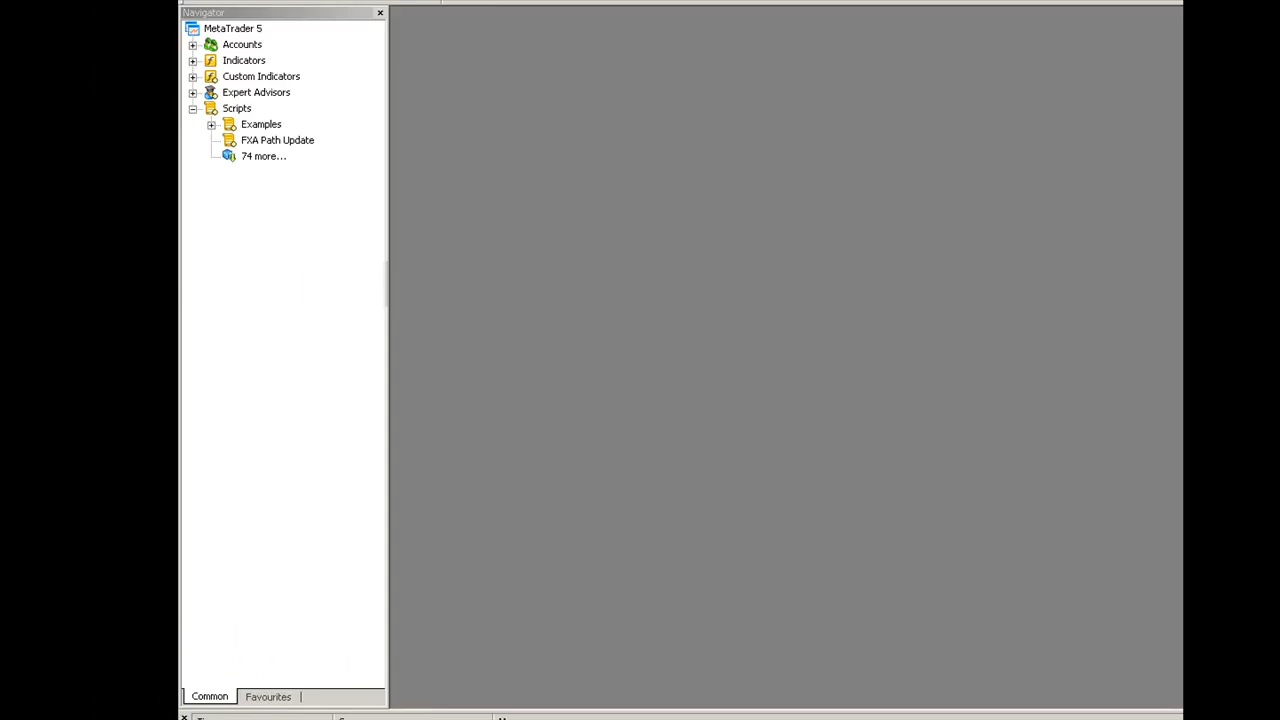 Navigator
MetaTrader 5
Accounts
Indicators
Custom Indicators
Expert Advisors
Scripts
Examples
FXA Path Update
74 more...
Common
Favourites